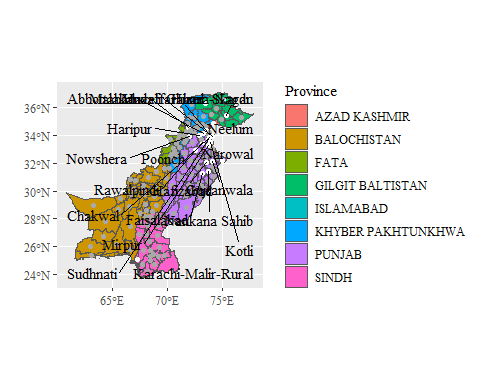 Province
AZAD KASHMIR
BALOCHISTAN
FATA
GILGIT BALTISTAN
ISLAMABAD
KHYBER PAKHTUNKHWA
PUNJAB
SINDH
36°N
34°N
32°N
30°N
28°N
26°N
24°N
Haripur
Neelum
Nowshera
Poonch
Rawalpindi
Chakwal
Faisalabad
Nankana Sahib
Mirpur
Kotli
Sudhnati
Karachi-Malir-Rural
65°E
70°E
75°E